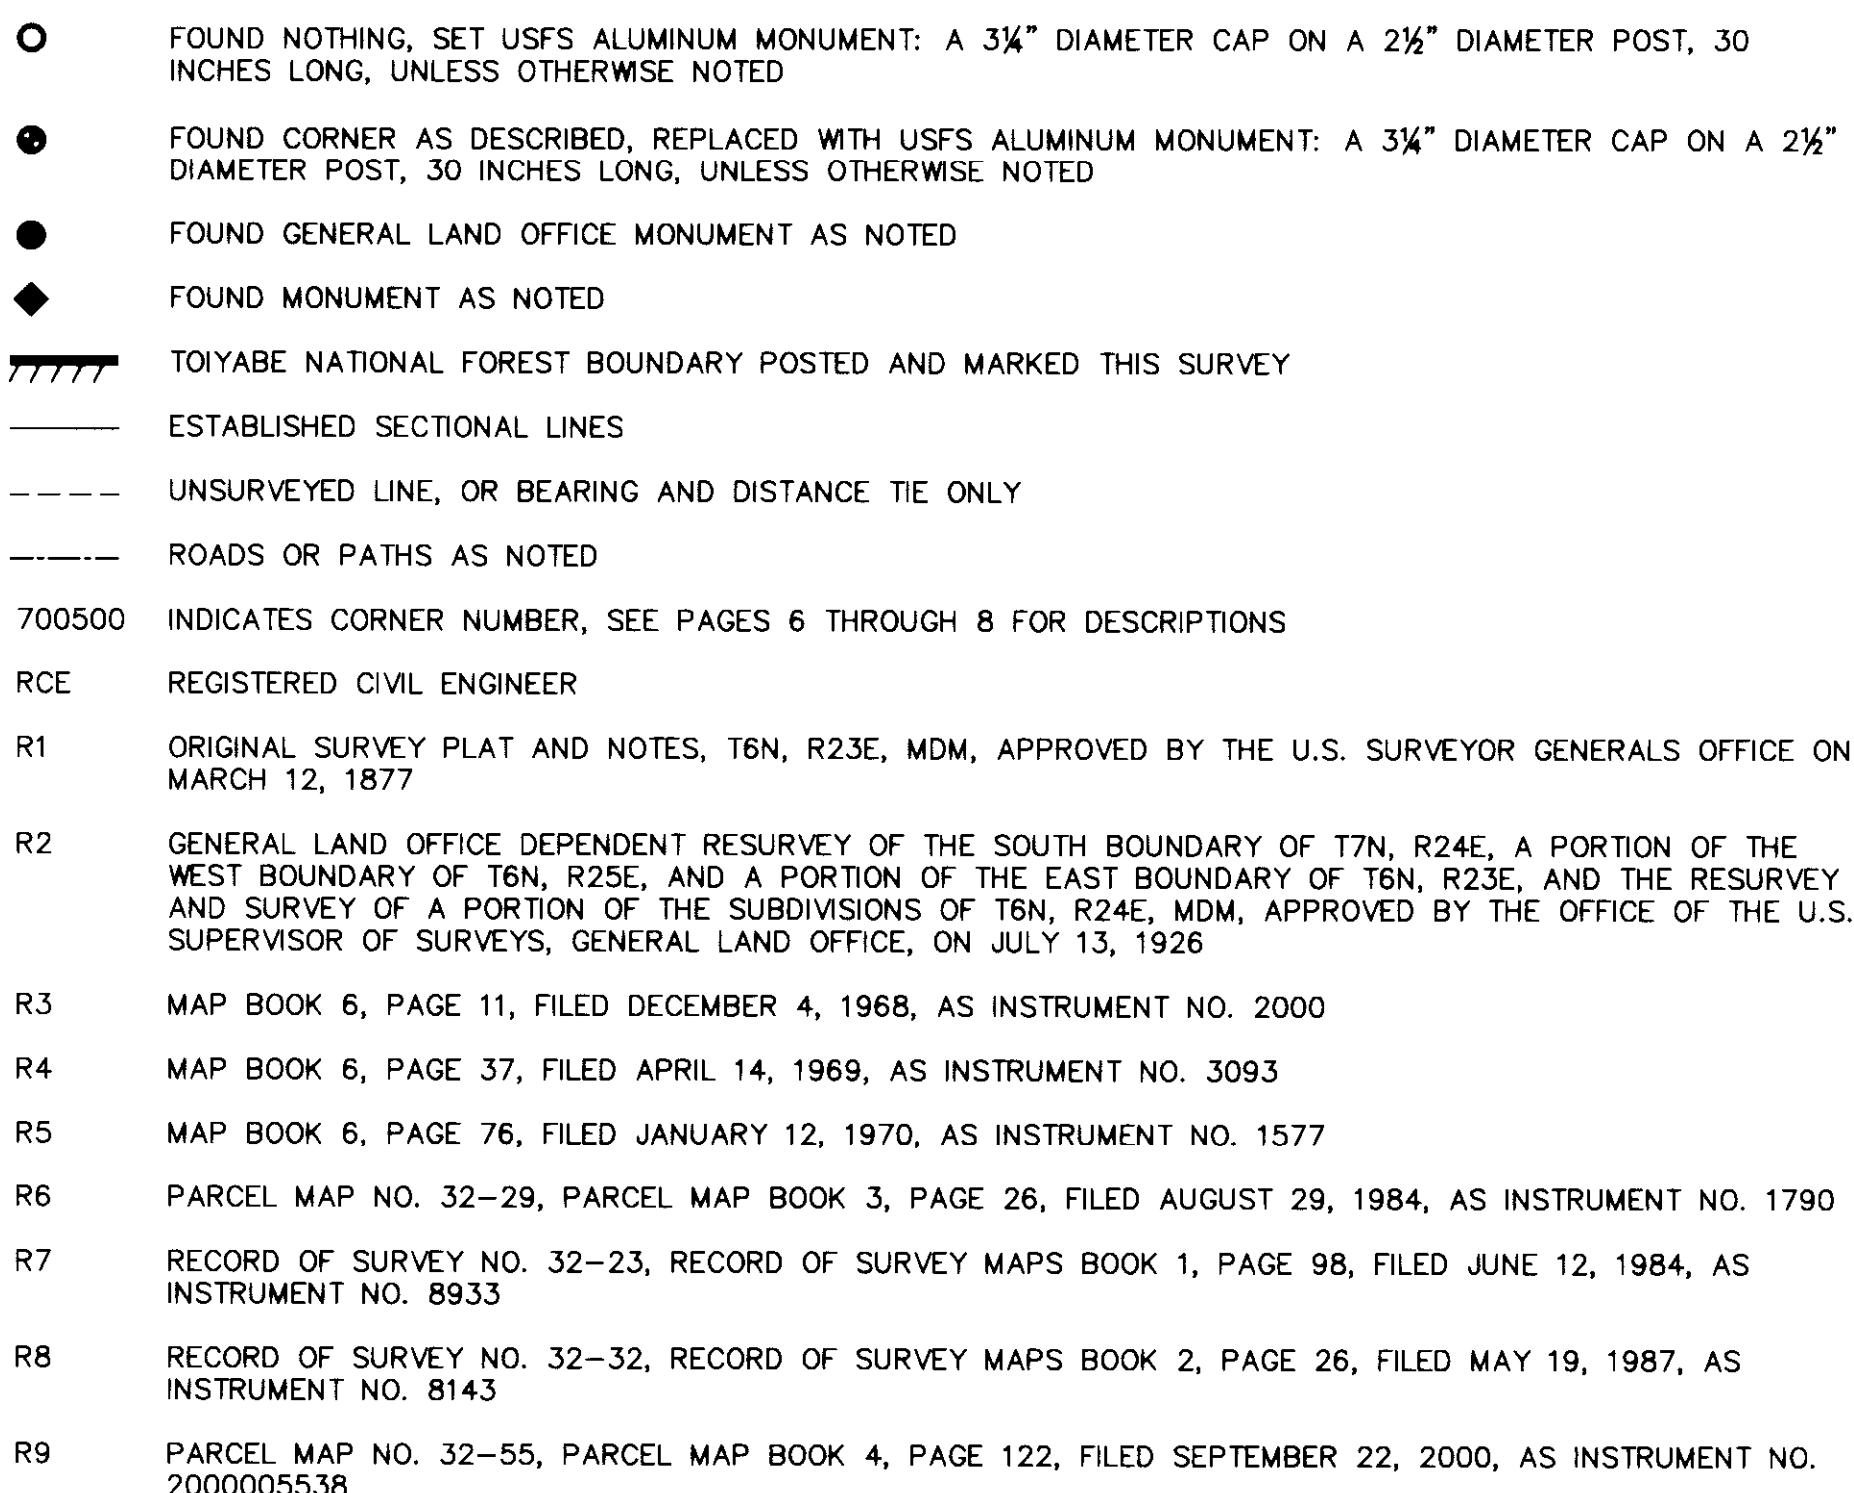 FOUND NOTHING, SET USFS ALUMINUM MONUMENT: A 3¼" DIAMETER CAP ON A 2½" DIAMETER POST, 30
INCHES LONG, UNLESS OTHERWISE NOTED
FOUND CORNER AS DESCRIBED, REPLACED WITH USFS ALUMINUM MONUMENT: A 3¼" DIAMETER CAP ON A 2½"
DIAMETER POST, 30 INCHES LONG, UNLESS OTHERWISE NOTED
FOUND GENERAL LAND OFFICE MONUMENT AS NOTED
FOUND MONUMENT AS NOTED
TOIYABE NATIONAL FOREST BOUNDARY POSTED AND MARKED THIS SURVEY
ESTABLISHED SECTIONAL LINES
UNSURVEYED LINE, OR BEARING AND DISTANCE TIE ONLY
ROADS OR PATHS AS NOTED
700500 INDICATES CORNER NUMBER, SEE PAGES 6 THROUGH 8 FOR DESCRIPTIONS
RCE REGISTERED CIVIL ENGINEER
R1 ORIGINAL SURVEY PLAT AND NOTES, T6N, R23E, MDM, APPROVED BY THE U.S. SURVEYOR GENERALS OFFICE ON
MARCH 12, 1877
R2 GENERAL LAND OFFICE DEPENDENT RESURVEY OF THE SOUTH BOUNDARY OF T7N, R24E, A PORTION OF THE
WEST BOUNDARY OF T6N, R25E, AND A PORTION OF THE EAST BOUNDARY OF T6N, R23E, AND THE RESURVEY
AND SURVEY OF A PORTION OF THE SUBDIVISIONS OF T6N, R24E, MDM, APPROVED BY THE OFFICE OF THE U.S.
SUPERVISOR OF SURVEYS, GENERAL LAND OFFICE, ON JULY 13, 1926
R3 MAP BOOK 6, PAGE 11, FILED DECEMBER 4, 1968, AS INSTRUMENT NO. 2000
R4 MAP BOOK 6, PAGE 37, FILED APRIL 14, 1969, AS INSTRUMENT NO. 3093
R5 MAP BOOK 6, PAGE 76, FILED JANUARY 12, 1970, AS INSTRUMENT NO. 1577
R6 PARCEL MAP NO. 32-29, PARCEL MAP BOOK 3, PAGE 26, FILED AUGUST 29, 1984, AS INSTRUMENT NO. 1790
R7 RECORD OF SURVEY NO. 32-23, RECORD OF SURVEY MAPS BOOK 1, PAGE 98, FILED JUNE 12, 1984, AS
INSTRUMENT NO. 8933
R8 RECORD OF SURVEY NO. 32-32, RECORD OF SURVEY MAPS BOOK 2, PAGE 26, FILED MAY 19, 1987, AS
INSTRUMENT NO. 8143
R9 PARCEL MAP NO. 32-55, PARCEL MAP BOOK 4, PAGE 122, FILED SEPTEMBER 22, 2000, AS INSTRUMENT NO.
2000005538